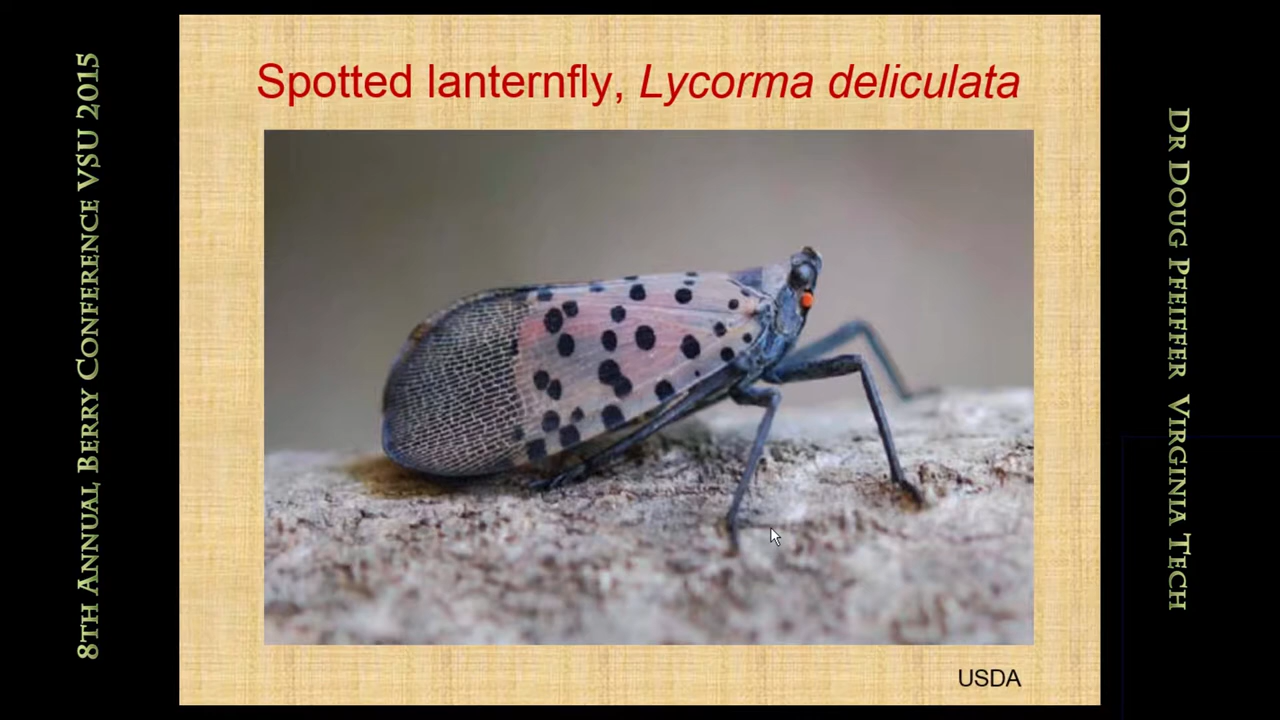 8TH ANNUAL BERRY CONFERENCE VSU 2015
Spotted lanternfly, Lycorma deliculata
USDA
DR DOUG PFEIFFER VIRGINIA TECH